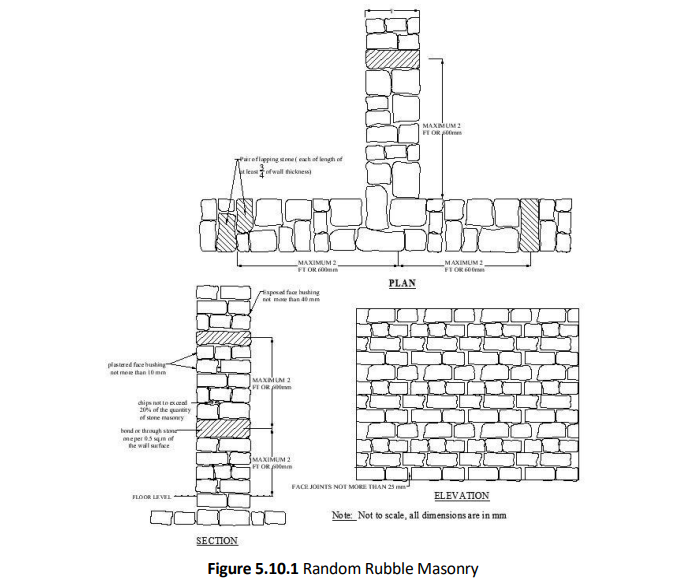 t
MAXIMUM 2
FT OR 600mm
Pair of lapping stone ( each of length of
at least 3/4 of wall thickness)
MAXIMUM 2
FT OR 600mm
MAXIMUM 2
FT OR 600mm
PLAN
Exposed face bushing
not more than 40 mm
plastered face bushing
not more than 10 mm
MAXIMUM 2
FT OR 600mm
chips not to exceed
20% of the quantity
of stone masonry
bond or through stone
one per 0.5 sq.m of
the wall surface
MAXIMUM 2
FT OR 600mm
FLOOR LEVEL
FACE JOINTS NOT MORE THAN 25 mm
ELEVATION
Note: Not to scale, all dimensions are in mm
SECTION
Figure 5.10.1 Random Rubble Masonry